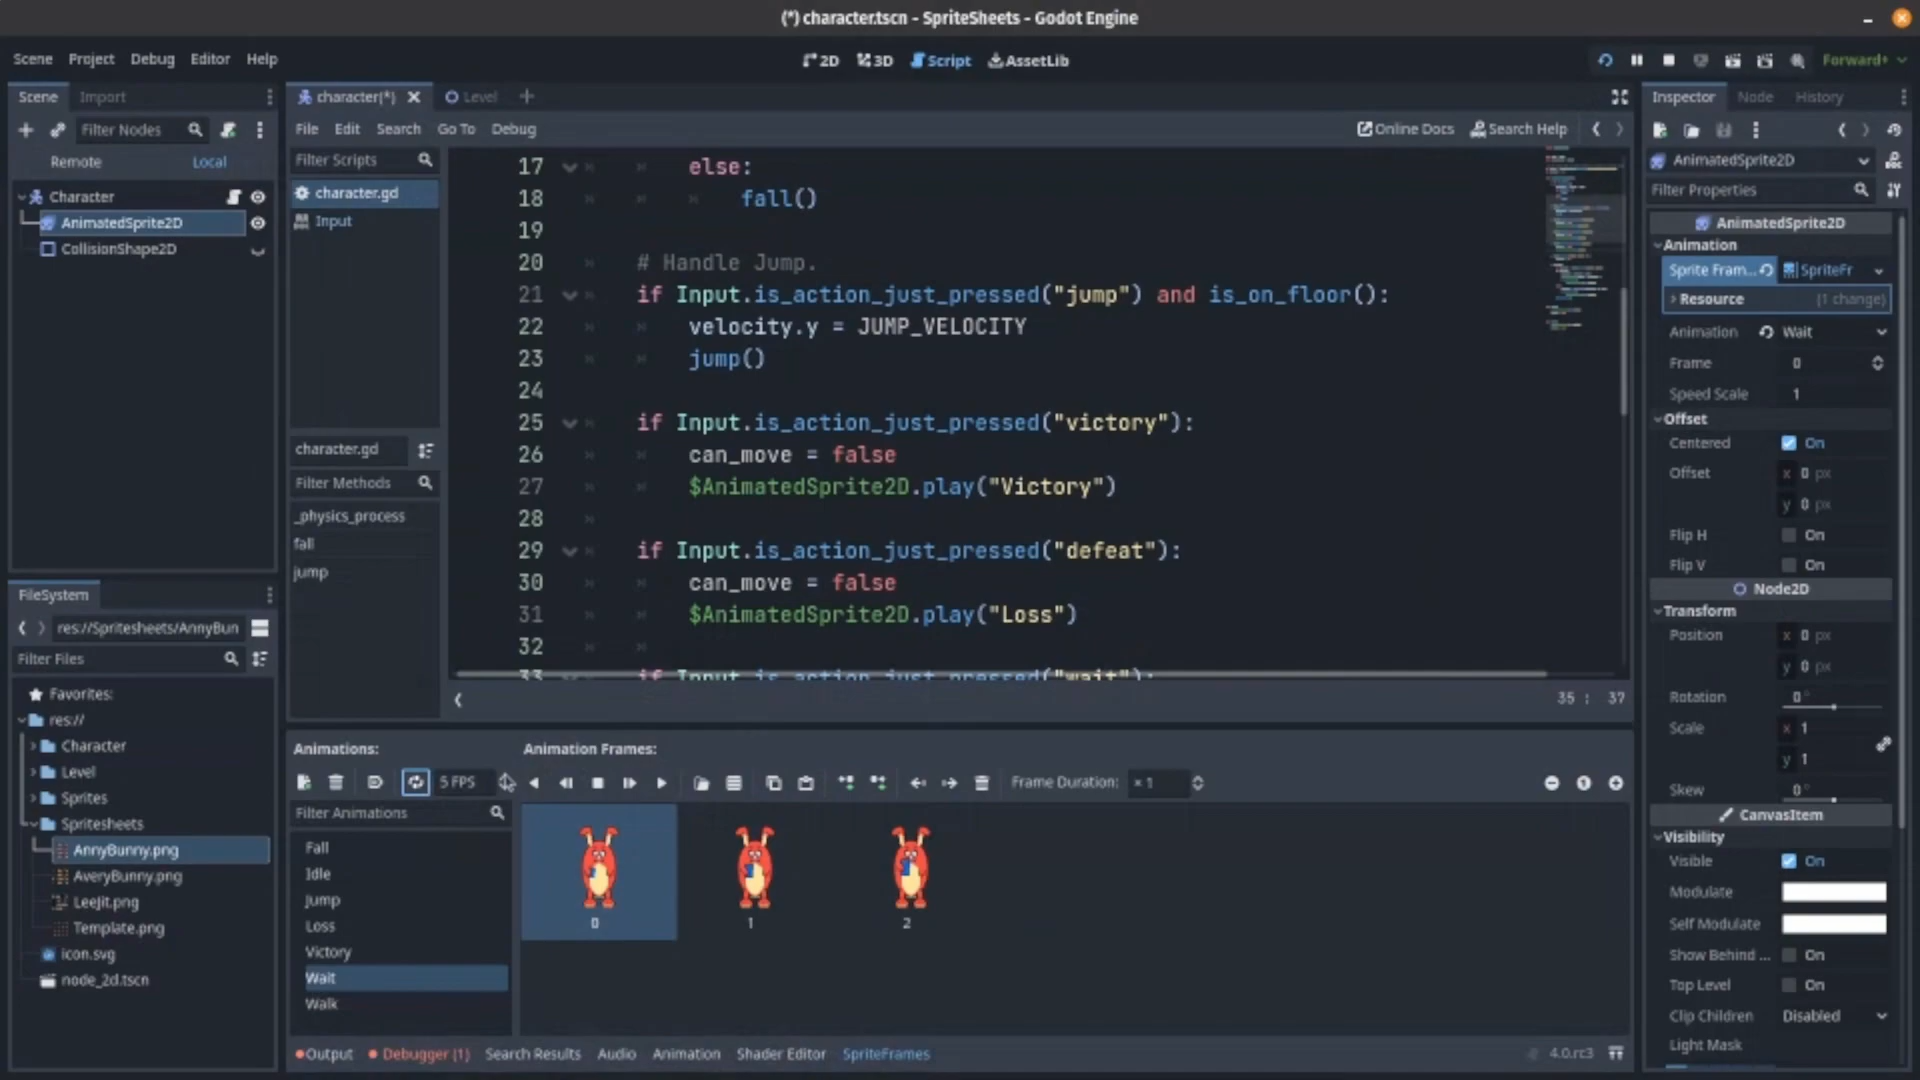 (*) character.tscn - SpriteSheets - Godot Engine
Scene Project Debug Editor Help
2D 3D Script AssetLib
Forward+
Scene Import
Filter Nodes
Remote Local
Character
AnimatedSprite2D
CollisionShape2D
FileSystem
res://Spritesheets/AnnyBun
Filter Files
Favorites:
res://
Character
Level
Sprites
Spritesheets
AnnyBunny.png
AveryBunny.png
LeeJit.png
Template.png
icon.svg
node_2d.tscn
character(*) Level
File Edit Search Go To Debug
Online Docs Search Help
Filter Scripts
character.gd
Input
character.gd
Filter Methods
_physics_process
fall
jump
17 else:
18 fall()
19
20 # Handle Jump.
21 if Input.is_action_just_pressed("jump") and is_on_floor():
22 velocity.y = JUMP_VELOCITY
23 jump()
24
25 if Input.is_action_just_pressed("victory"):
26 can_move = false
27 $AnimatedSprite2D.play("Victory")
28
29 if Input.is_action_just_pressed("defeat"):
30 can_move = false
31 $AnimatedSprite2D.play("Loss")
32
33 if Input.is_action_just_pressed("wait"):
35 : 37
Animations:
5 FPS
Filter Animations
Fall
Idle
Jump
Loss
Victory
Wait
Walk
Animation Frames:
Frame Duration: × 1
0 1 2
Output Debugger (1) Search Results Audio Animation Shader Editor SpriteFrames
4.0.rc3
Inspector Node History
AnimatedSprite2D
Filter Properties
AnimatedSprite2D
Animation
Sprite Fram... SpriteFr
Resource (1 change)
Animation Wait
Frame 0
Speed Scale 1
Offset
Centered On
Offset x 0 px
y 0 px
Flip H On
Flip V On
Node2D
Transform
Position x 0 px
y 0 px
Rotation 0 °
Scale x 1
y 1
Skew 0 °
CanvasItem
Visibility
Visible On
Modulate
Self Modulate
Show Behind ... On
Top Level On
Clip Children Disabled
Light Mask